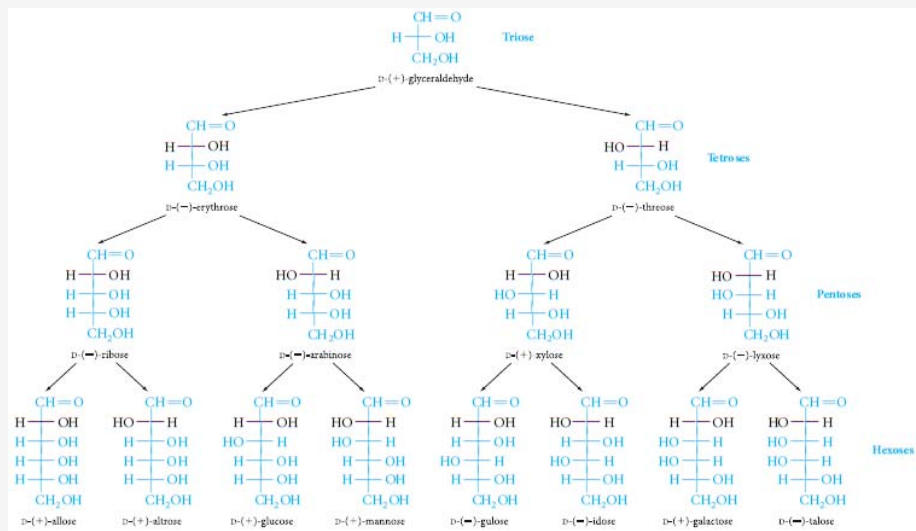 CH=O
H OH Triose
CH₂OH
D-(+)-glyceraldehyde
CH=O CH=O
H OH HO H Tetroses
H OH H OH
CH₂OH CH₂OH
D-(−)-erythrose D-(−)-threose
CH=O CH=O CH=O CH=O
H OH HO H H OH HO H
H OH H OH HO H HO H Pentoses
H OH H OH H OH H OH
CH₂OH CH₂OH CH₂OH CH₂OH
D-(−)-ribose D-(−)-arabinose D-(+)-xylose D-(−)-lyxose
CH=O CH=O CH=O CH=O CH=O CH=O CH=O CH=O
H OH HO H H OH HO H H OH HO H H OH HO H
H OH H OH HO H HO H H OH H OH HO H HO H Hexoses
H OH H OH H OH H OH HO H HO H HO H HO H
H OH H OH H OH H OH H OH H OH H OH H OH
CH₂OH CH₂OH CH₂OH CH₂OH CH₂OH CH₂OH CH₂OH CH₂OH
D-(+)-allose D-(+)-altrose D-(+)-glucose D-(+)-mannose D-(−)-gulose D-(−)-idose D-(+)-galactose D-(−)-talose